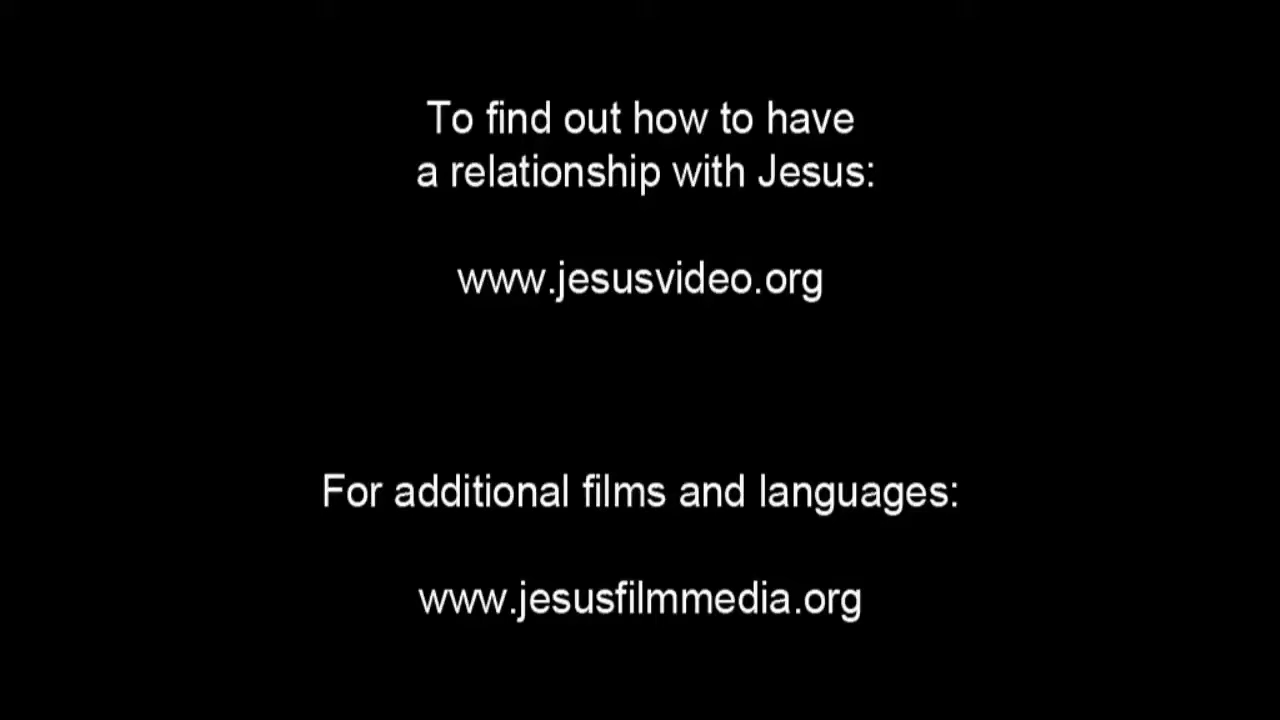 To find out how to have
a relationship with Jesus:
www.jesusvideo.org
For additional films and languages:
www.jesusfilmmedia.org